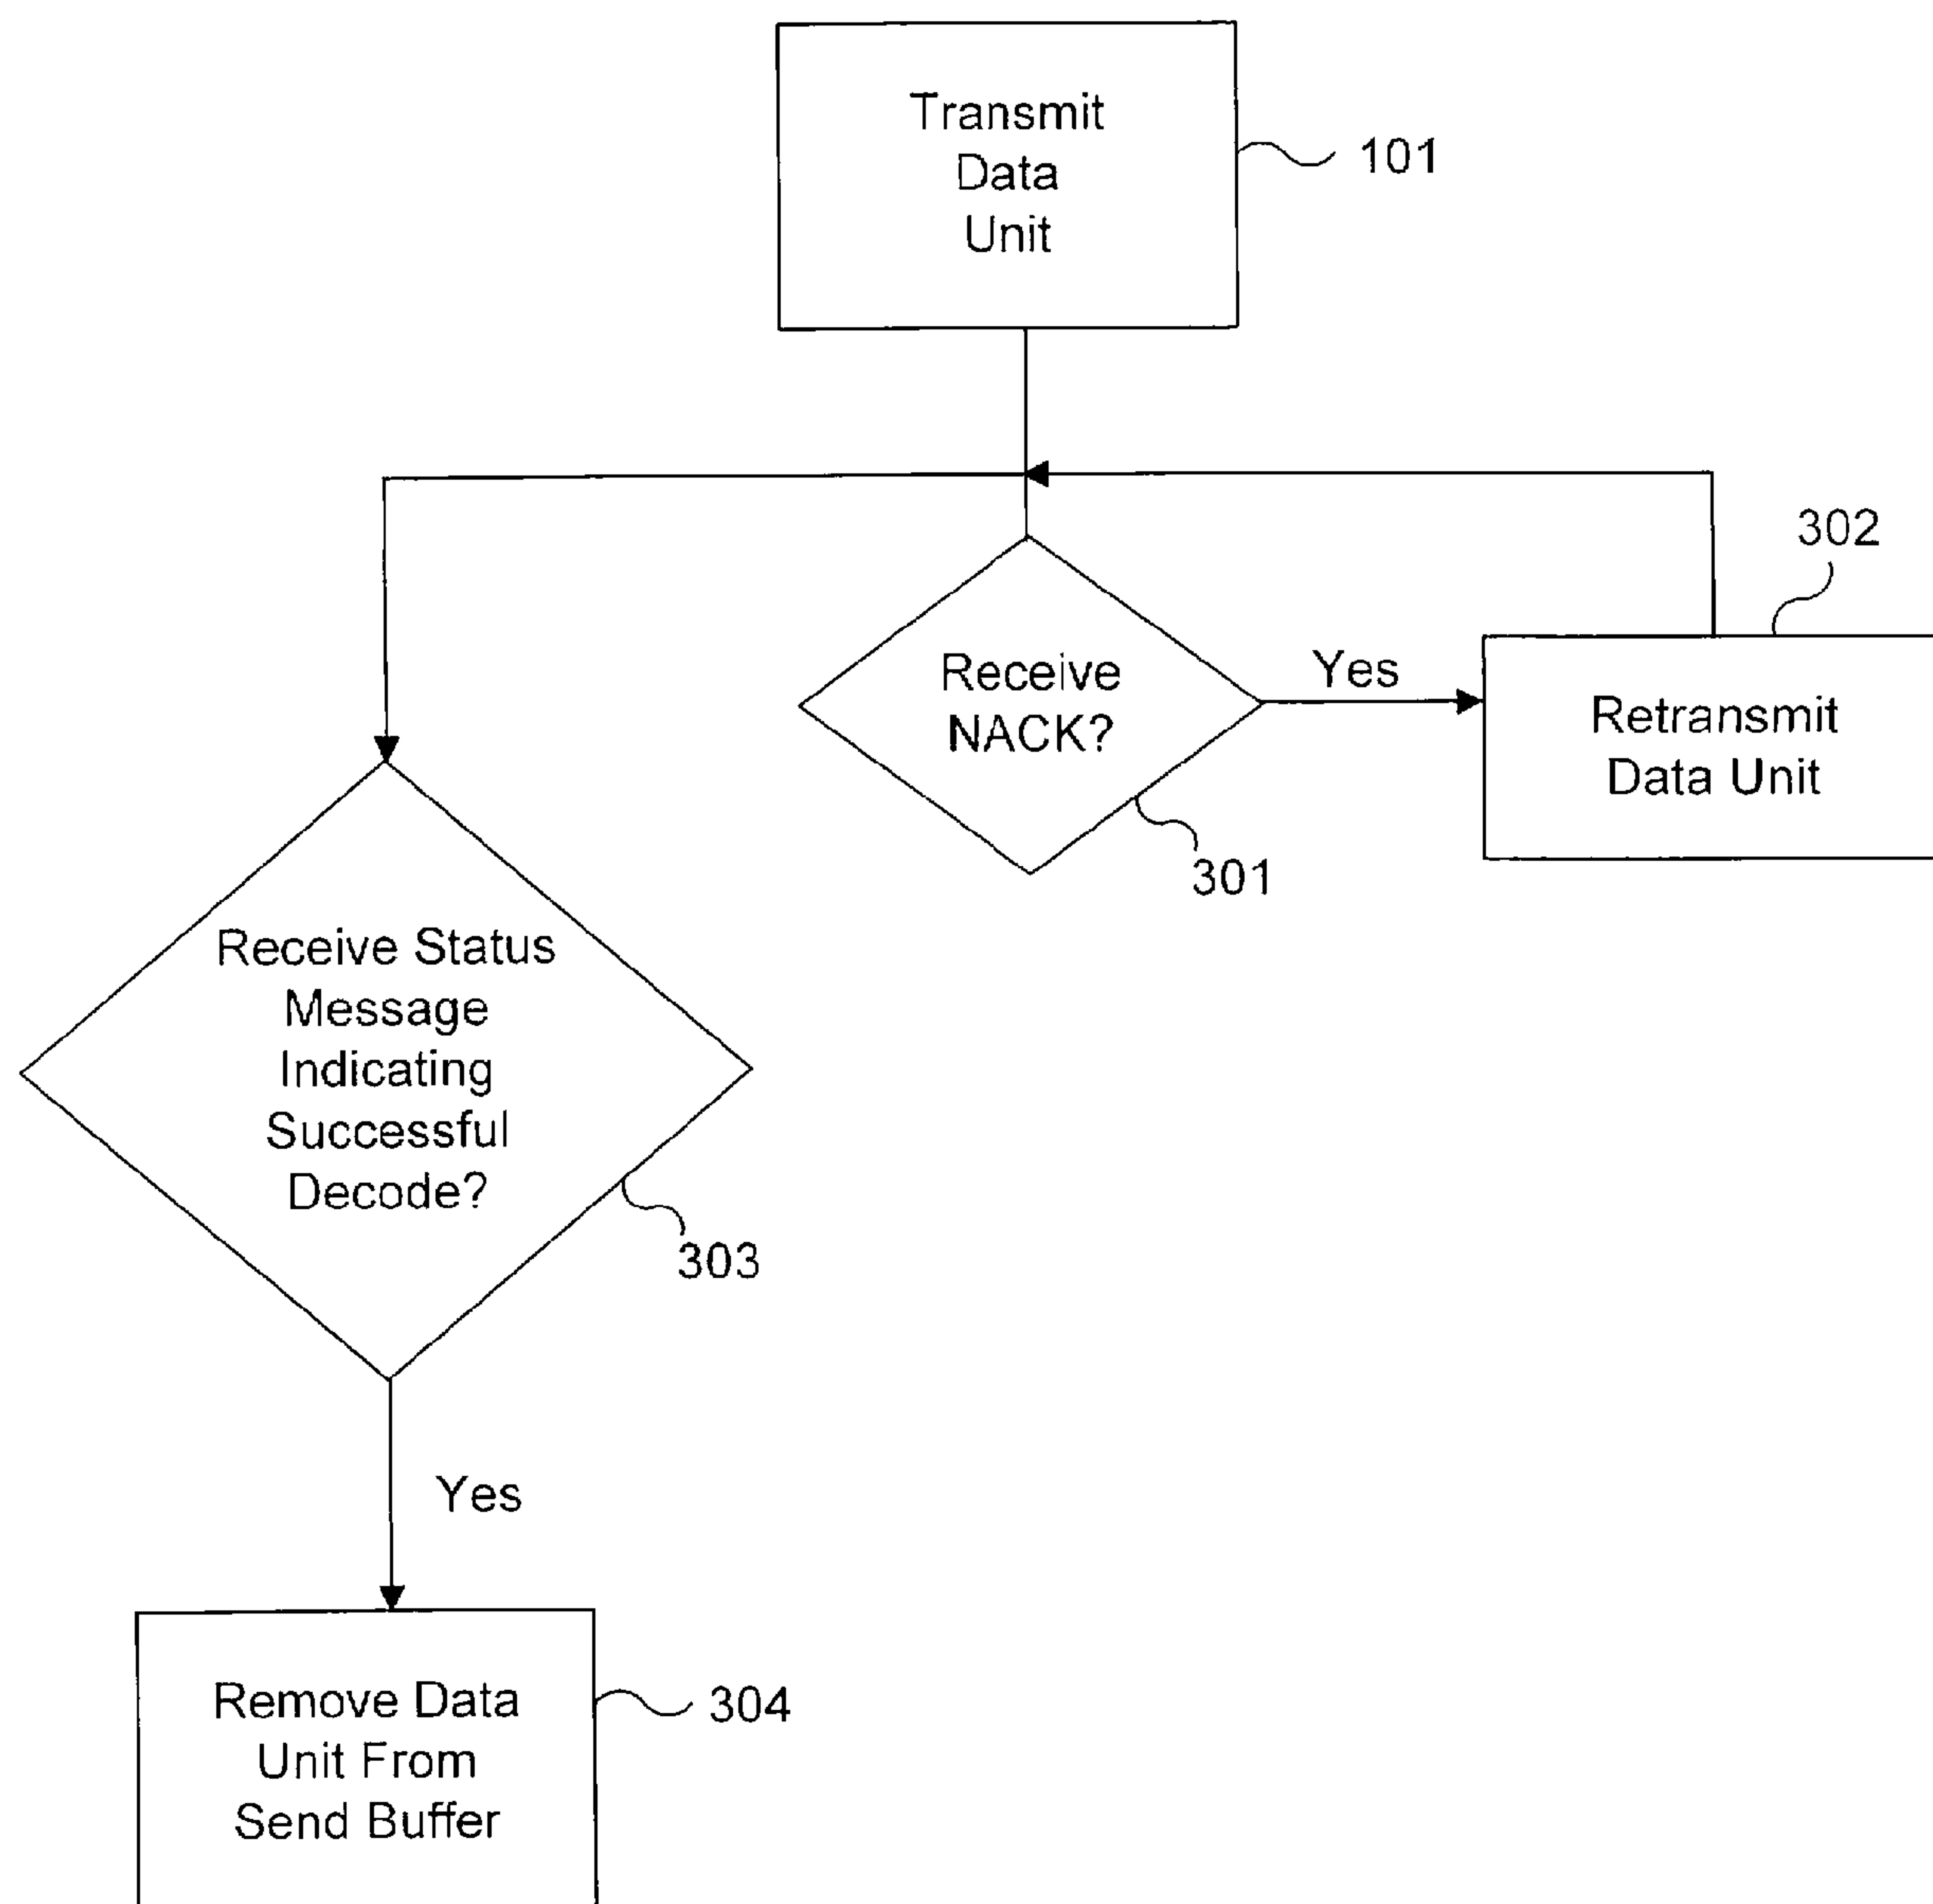 Transmit
Data
Unit
101
302
Receive
NACK?
Yes
Retransmit
Data Unit
301
Receive Status
Message
Indicating
Successful
Decode?
303
Yes
Remove Data
Unit From
Send Buffer
304